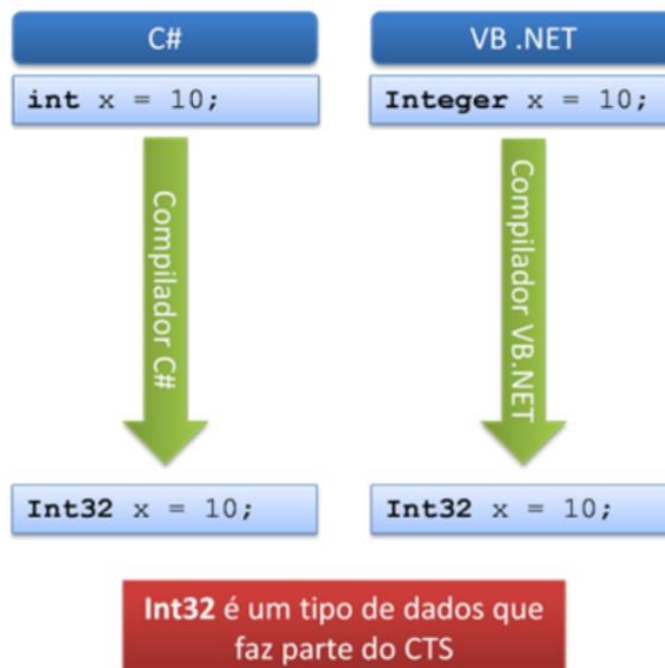 C#
VB .NET
int x = 10;
Integer x = 10;
Compilador C#
Compilador VB.NET
Int32 x = 10;
Int32 x = 10;
Int32 é um tipo de dados que
faz parte do CTS